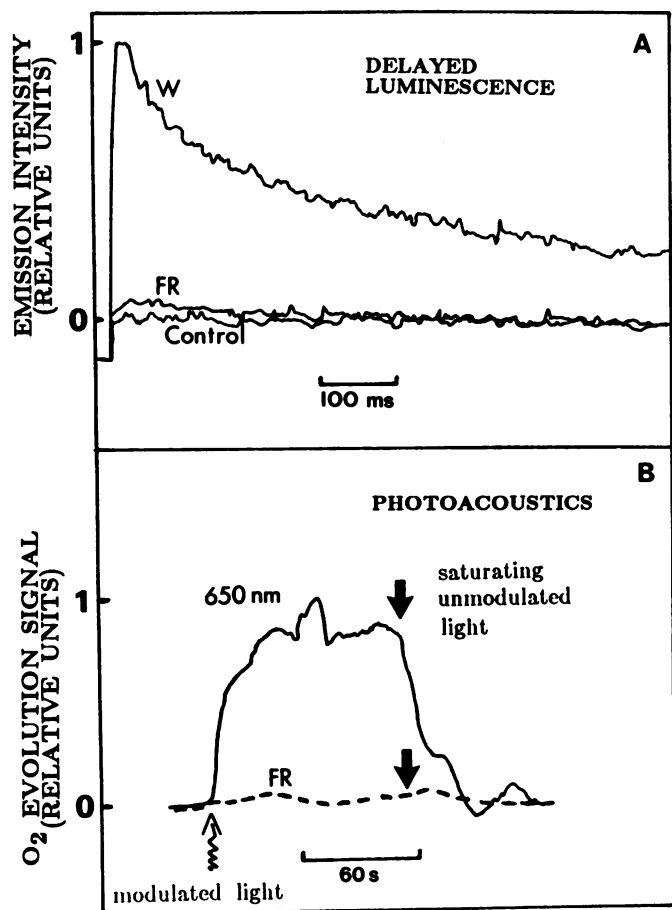 EMISSION INTENSITY
(RELATIVE UNITS)
1
0
A
DELAYED
LUMINESCENCE
W
FR
Control
100 ms
O2 EVOLUTION SIGNAL
(RELATIVE UNITS)
1
0
B
PHOTOACOUSTICS
650 nm
saturating
unmodulated
light
FR
60 s
modulated light